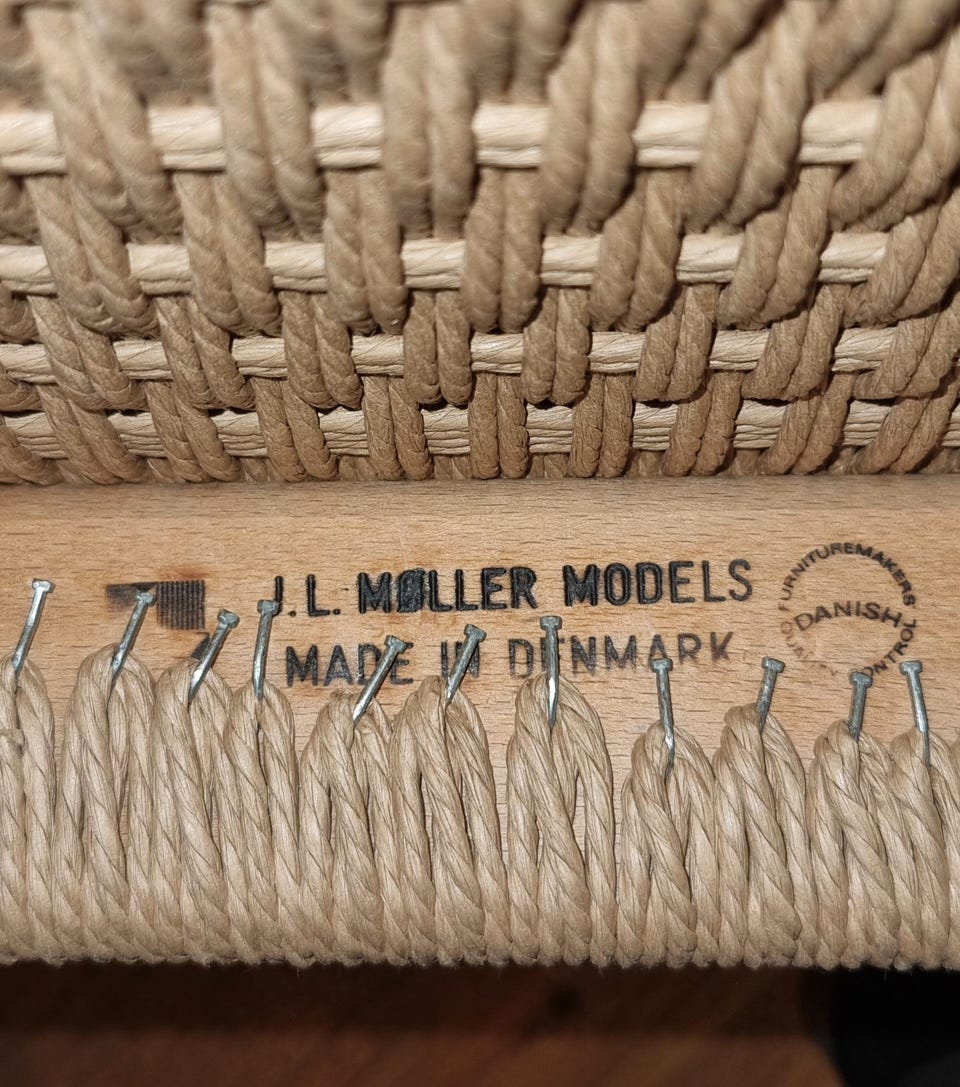 J.L. MØLLER MODELS
MADE IN DENMARK
FURNITUREMAKERS
DANISH
CONTROL